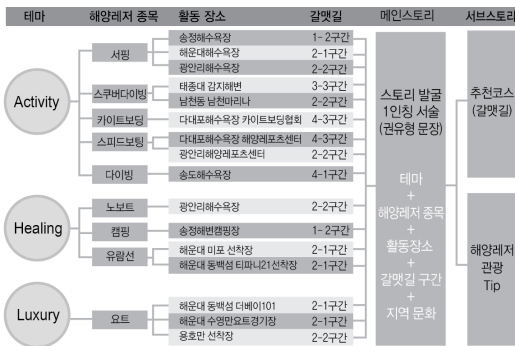 테마 해양레저 종목 활동 장소 갈맷길 메인스토리 서브스토리
Activity
서핑
송정해수욕장 1-2구간
해운대해수욕장 2-1구간
광안리해수욕장 2-2구간
스쿠버다이빙
태종대 감지해변 3-3구간
남천동 남천마리나 2-2구간
카이트보딩
다대포해수욕장 카이트보딩협회 4-3구간
스피드보팅
다대포해수욕장 해양레포츠센터 4-3구간
광안리해양레포츠센터 2-2구간
다이빙
송도해수욕장 4-1구간
Healing
노보트
광안리해수욕장 2-2구간
캠핑
송정해변캠핑장 1-2구간
유람선
해운대 미포 선착장 2-1구간
해운대 동백섬 티파니21선착장 2-1구간
Luxury
요트
해운대 동백섬 더베이101 2-1구간
해운대 수영만요트경기장 2-1구간
용호만 선착장 2-2구간
스토리 발굴
1인칭 서술
(권유형 문장)
테마
+
해양레저 종목
+
활동장소
+
갈맷길 구간
+
지역 문화
추천코스
(갈맷길)
해양레저
관광
Tip